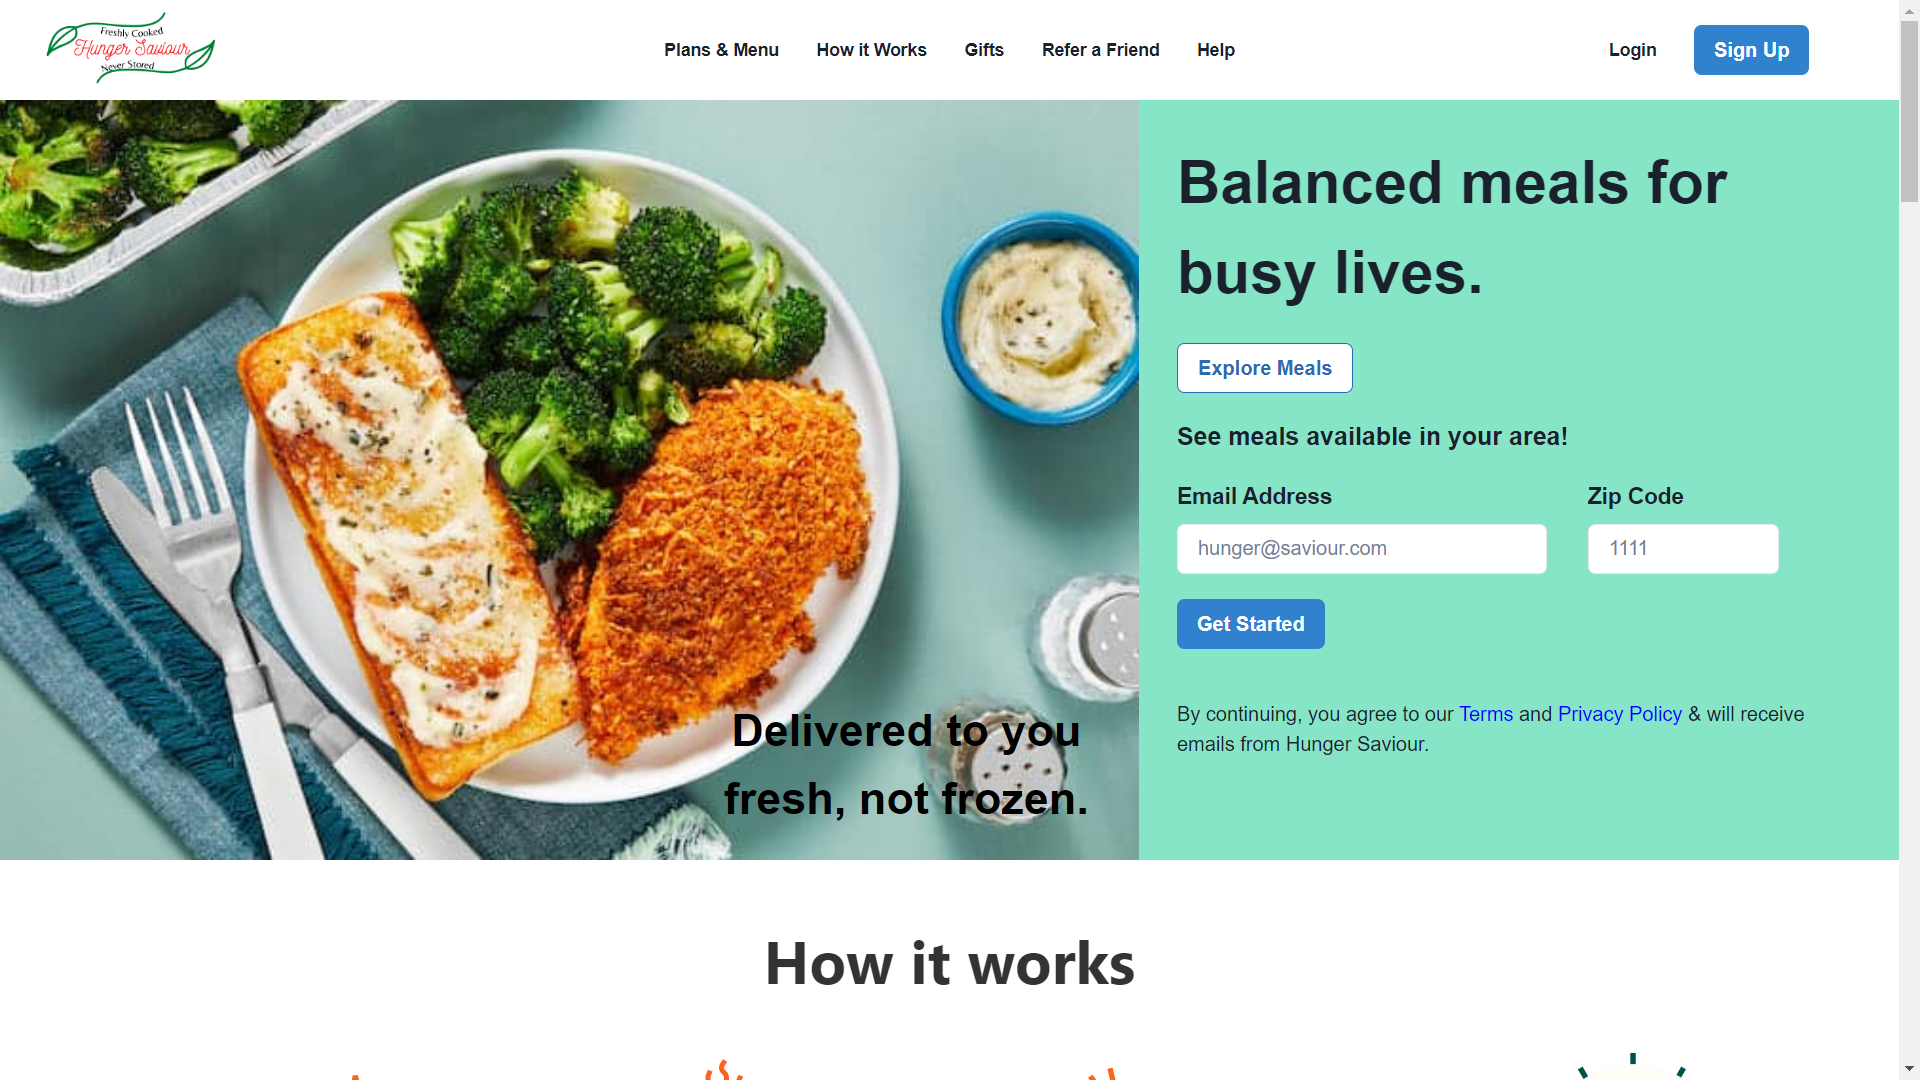 Freshly Cooked
Hunger Saviour
Never Stored
Plans & Menu
How it Works
Gifts
Refer a Friend
Help
Login
Sign Up
Balanced meals for
busy lives.
Explore Meals
See meals available in your area!
Email Address
Zip Code
hunger@saviour.com
1111
Get Started
By continuing, you agree to our Terms and Privacy Policy & will receive
emails from Hunger Saviour.
Delivered to you
fresh, not frozen.
How it works